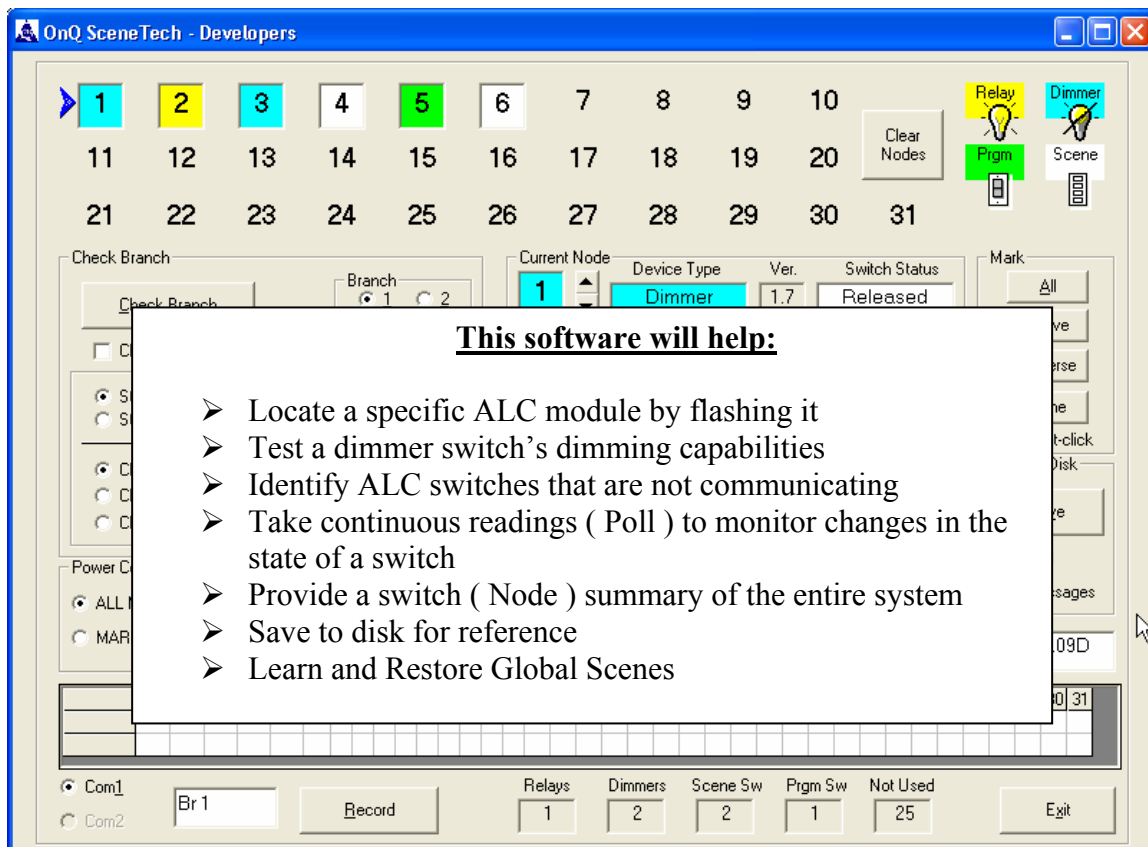 OnQ SceneTech - Developers
1 2 3 4 5 6 7 8 9 10
Relay Dimmer
Clear
Nodes
11 12 13 14 15 16 17 18 19 20
Prgm Scene
21 22 23 24 25 26 27 28 29 30 31
Check Branch
Branch
1 2
Check Branch
Current Node
1
Device Type Ver. Switch Status
Dimmer 1.7 Released
Mark
All
This software will help:
➢ Locate a specific ALC module by flashing it
➢ Test a dimmer switch's dimming capabilities
➢ Identify ALC switches that are not communicating
➢ Take continuous readings ( Poll ) to monitor changes in the
state of a switch
➢ Provide a switch ( Node ) summary of the entire system
➢ Save to disk for reference
➢ Learn and Restore Global Scenes
t-click
Disk
Power C
ALL
MAR
ssages
.09D
31
Com1
Com2
Br 1
Record
Relays Dimmers Scene Sw Prgm Sw Not Used
1 2 2 1 25
Exit